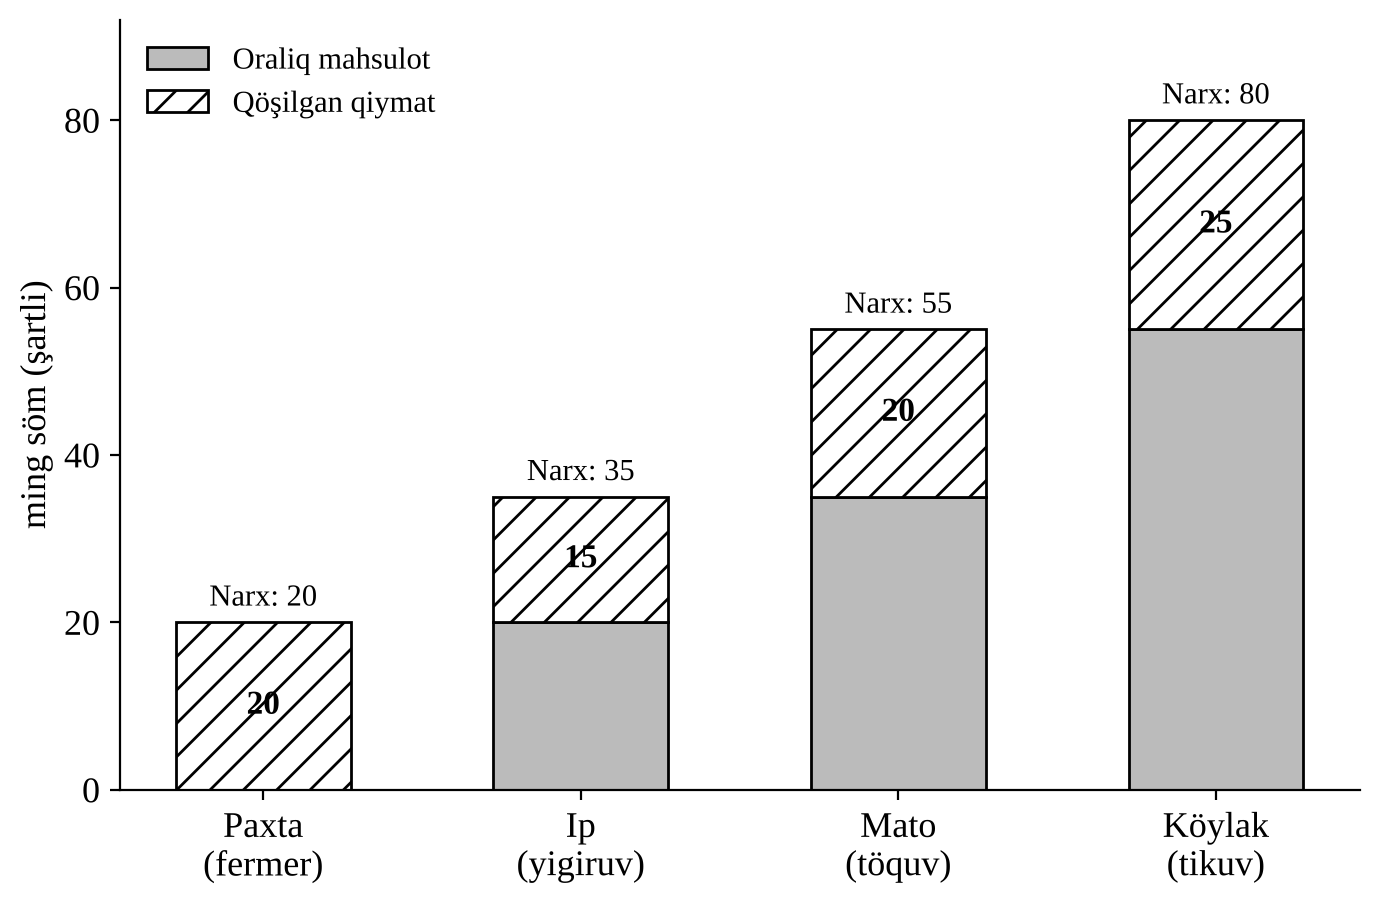 Oraliq mahsulot
Qöşilgan qiymat
ming söm (şartli)
80
60
40
20
0
Narx: 20
20
Narx: 35
15
Narx: 55
20
Narx: 80
25
Paxta
(fermer)
Ip
(yigiruv)
Mato
(töquv)
Köylak
(tikuv)